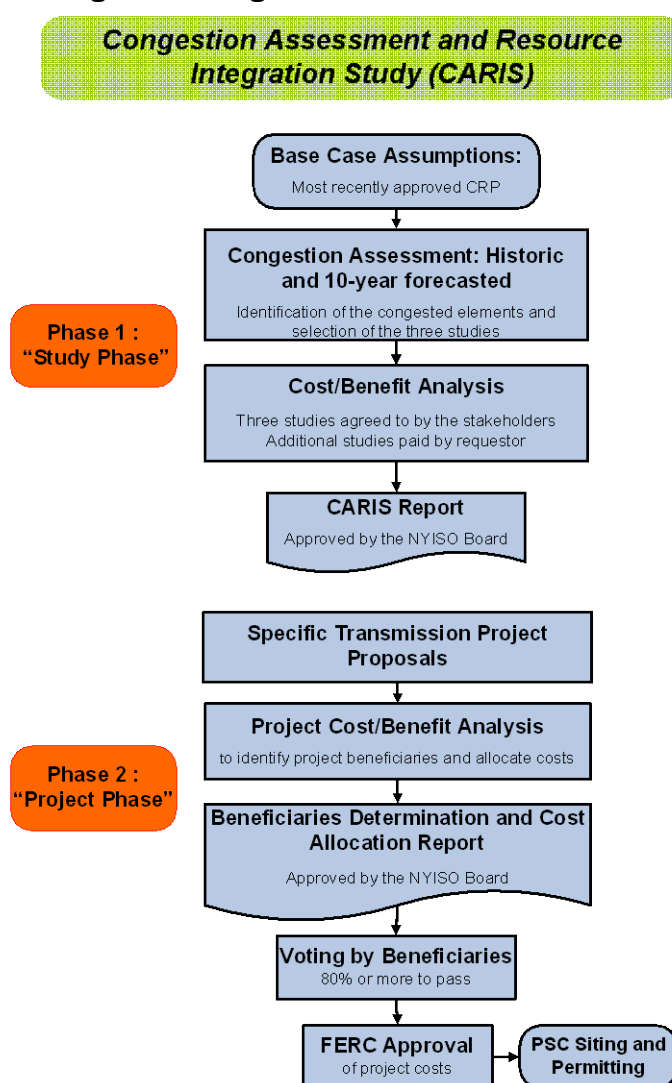 Congestion Assessment and Resource
Integration Study (CARIS)
Base Case Assumptions:
Most recently approved CRP
Congestion Assessment: Historic
and 10-year forecasted
Identification of the congested elements and
selection of the three studies
Phase 1 :
“Study Phase”
Cost/Benefit Analysis
Three studies agreed to by the stakeholders
Additional studies paid by requestor
CARIS Report
Approved by the NYISO Board
Specific Transmission Project
Proposals
Project Cost/Benefit Analysis
to identify project beneficiaries and allocate costs
Phase 2 :
“Project Phase”
Beneficiaries Determination and Cost
Allocation Report
Approved by the NYISO Board
Voting by Beneficiaries
80% or more to pass
FERC Approval
of project costs
PSC Siting and
Permitting